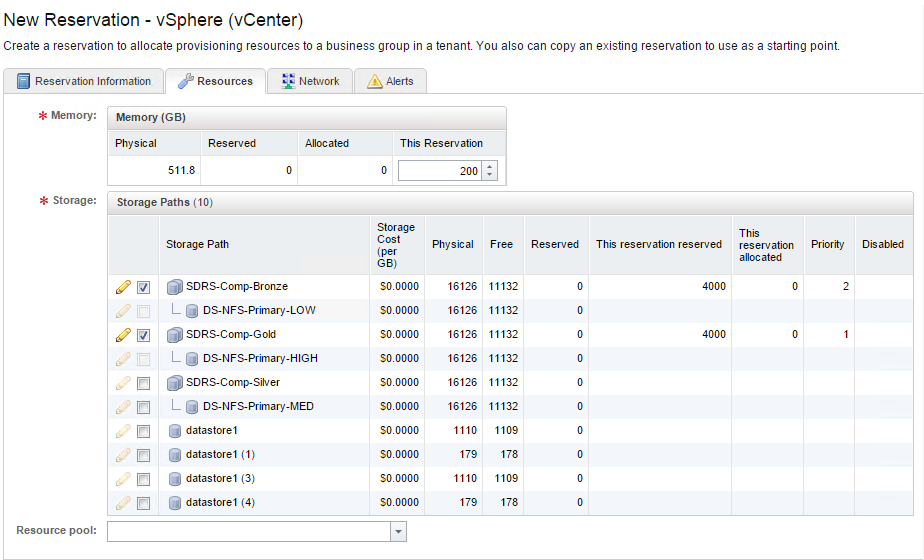 New Reservation - vSphere (vCenter)
Create a reservation to allocate provisioning resources to a business group in a tenant. You also can copy an existing reservation to use as a starting point.
Reservation Information Resources Network Alerts
* Memory: Memory (GB)
Physical Reserved Allocated This Reservation
511.8 0 0 200
* Storage: Storage Paths (10)
Storage Path Storage Cost (per GB) Physical Free Reserved This reservation reserved This reservation allocated Priority Disabled
SDRS-Comp-Bronze $0.0000 16126 11132 0 4000 0 2
DS-NFS-Primary-LOW $0.0000 16126 11132 0
SDRS-Comp-Gold $0.0000 16126 11132 0 4000 0 1
DS-NFS-Primary-HIGH $0.0000 16126 11132 0
SDRS-Comp-Silver $0.0000 16126 11132 0
DS-NFS-Primary-MED $0.0000 16126 11132 0
datastore1 $0.0000 1110 1109 0
datastore1 (1) $0.0000 179 178 0
datastore1 (3) $0.0000 1110 1109 0
datastore1 (4) $0.0000 179 178 0
Resource pool: